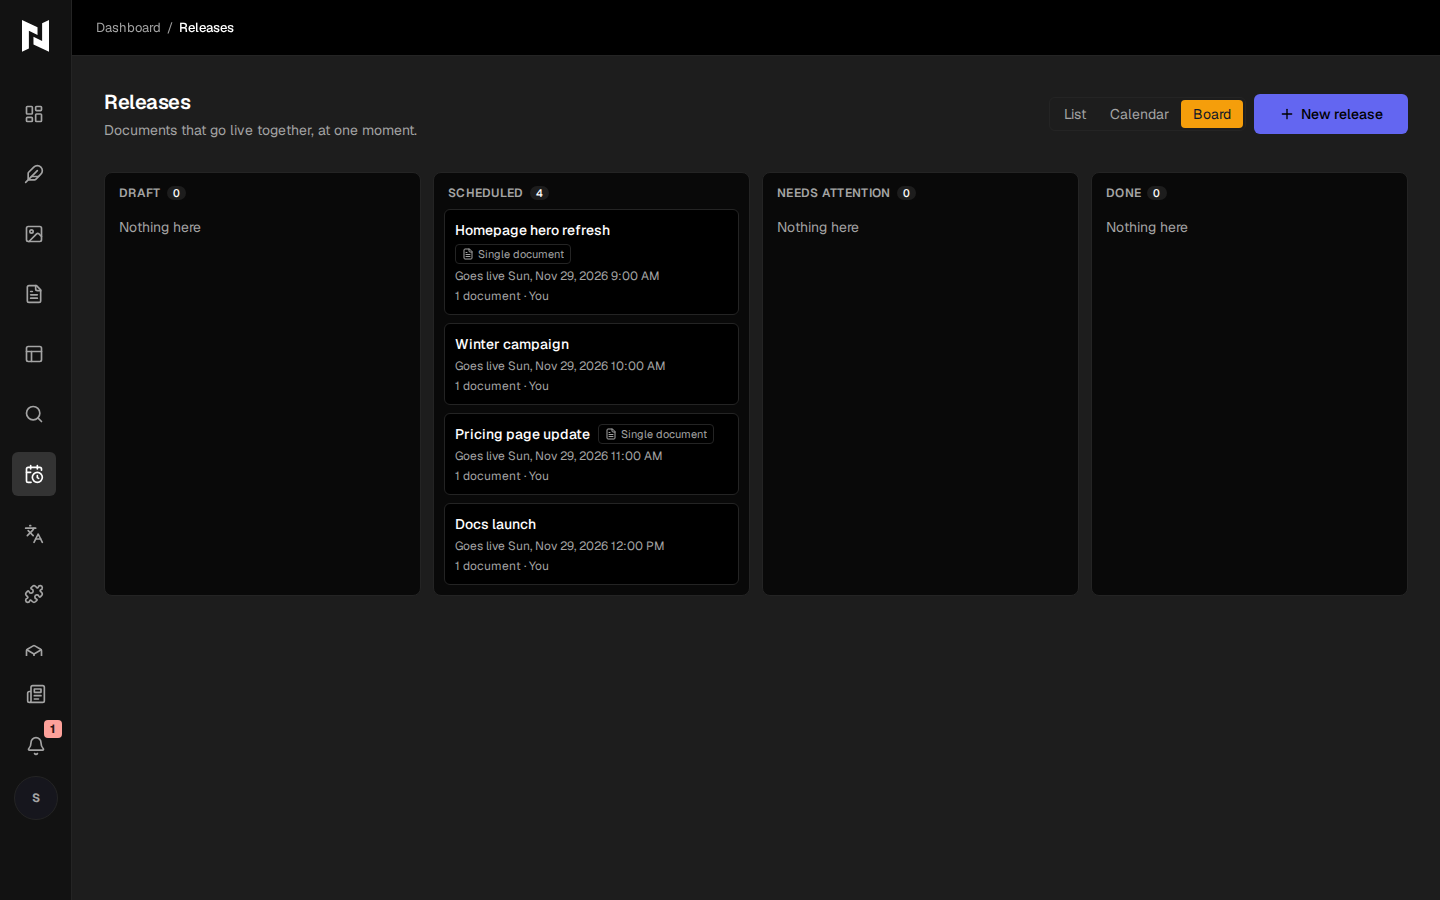 Dashboard / Releases
Releases
Documents that go live together, at one moment.
List
Calendar
Board
New release
DRAFT 0
Nothing here
SCHEDULED 4
Homepage hero refresh
Single document
Goes live Sun, Nov 29, 2026 9:00 AM
1 document · You
Winter campaign
Goes live Sun, Nov 29, 2026 10:00 AM
1 document · You
Pricing page update Single document
Goes live Sun, Nov 29, 2026 11:00 AM
1 document · You
Docs launch
Goes live Sun, Nov 29, 2026 12:00 PM
1 document · You
NEEDS ATTENTION 0
Nothing here
DONE 0
Nothing here
1
S